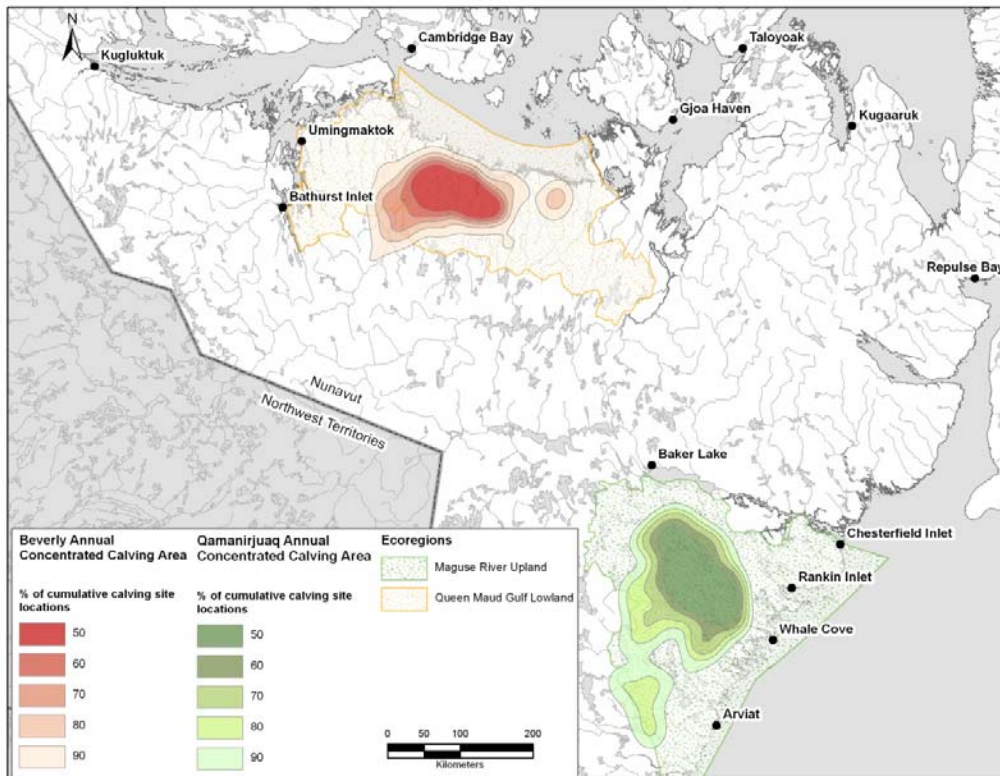 N
Kugluktuk
Cambridge Bay
Taloyoak
Gjoa Haven
Kugaaruk
Umingmaktok
Bathurst Inlet
Repulse Bay
Nunavut
Northwest Territories
Baker Lake
Chesterfield Inlet
Rankin Inlet
Whale Cove
Arviat
Beverly Annual
Concentrated Calving Area
% of cumulative calving site
locations
50
60
70
80
90
Qamanirjuaq Annual
Concentrated Calving Area
% of cumulative calving site
locations
50
60
70
80
90
Ecoregions
Maguse River Upland
Queen Maud Gulf Lowland
0 50 100 200
Kilometers